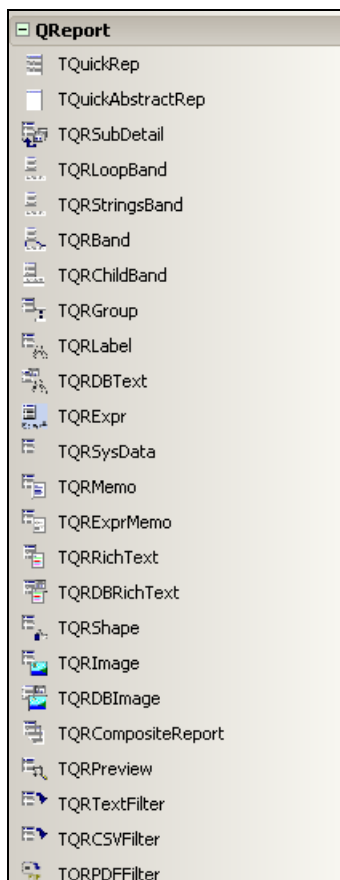 QReport
TQuickRep
TQuickAbstractRep
TQRSubDetail
TQRLoopBand
TQRStringsBand
TQRBand
TQRChildBand
TQRGroup
TQRLabel
TQRDBText
TQRExpr
TQRSysData
TQRMemo
TQRExprMemo
TQRRichText
TQRDBRichText
TQRShape
TQRImage
TQRDBImage
TQRCompositeReport
TQRPreview
TQRTextFilter
TQRCSVFilter
TQRPDFFilter